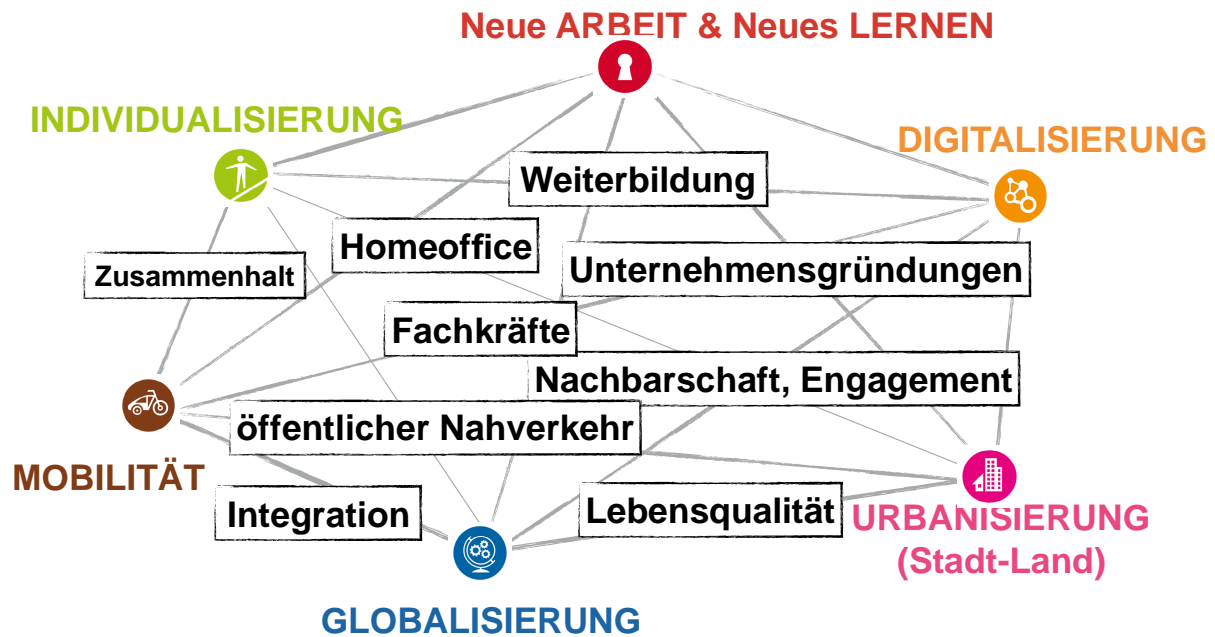 Neue ARBEIT & Neues LERNEN
INDIVIDUALISIERUNG
DIGITALISIERUNG
Weiterbildung
Homeoffice
Unternehmensgründungen
Zusammenhalt
Fachkräfte
Nachbarschaft, Engagement
öffentlicher Nahverkehr
MOBILITÄT
Integration
Lebensqualität
URBANISIERUNG
(Stadt-Land)
GLOBALISIERUNG